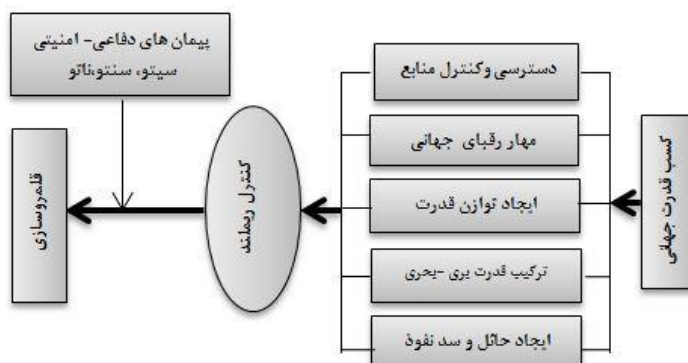 پیمان های دفاعی- امنیتی
سیتو، سنتو،ناتو
دسترسی وکنترل منابع
مهار رقبای جهانی
ایجاد توازن قدرت
ترکیب قدرت بری -بحری
ایجاد حائل و سد نفوذ
کسب قدرت جهانی
کنترل ریملند
قلمروسازی